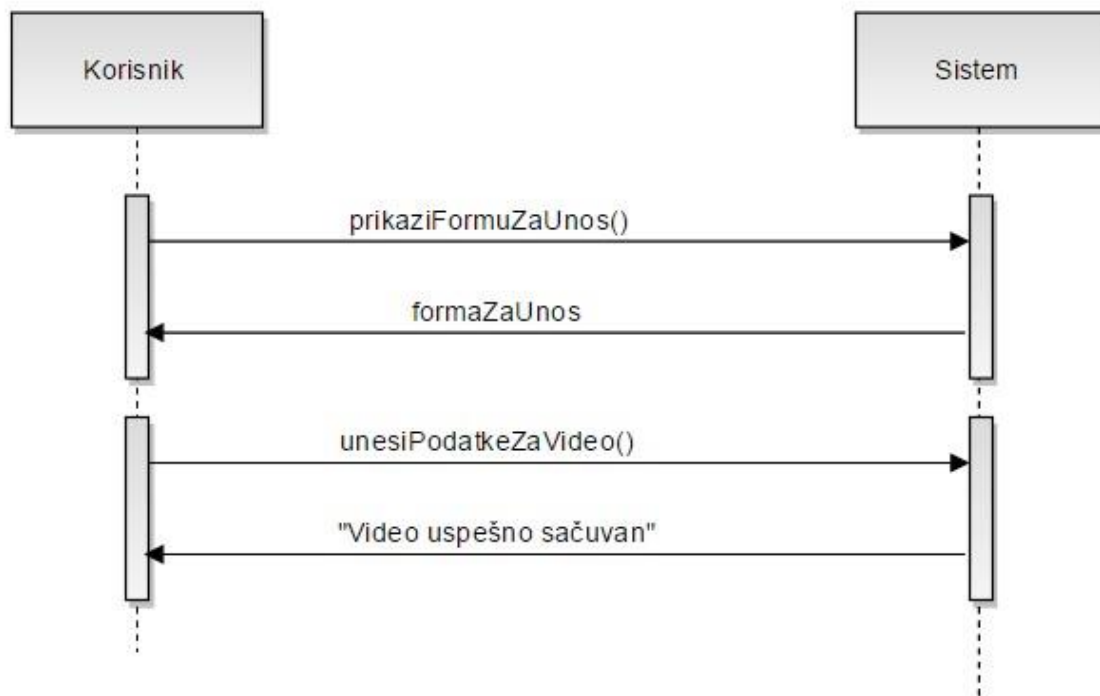 Korisnik
Sistem
prikaziFormuZaUnos()
formaZaUnos
unesiPodatkeZaVideo()
"Video uspešno sačuvan"